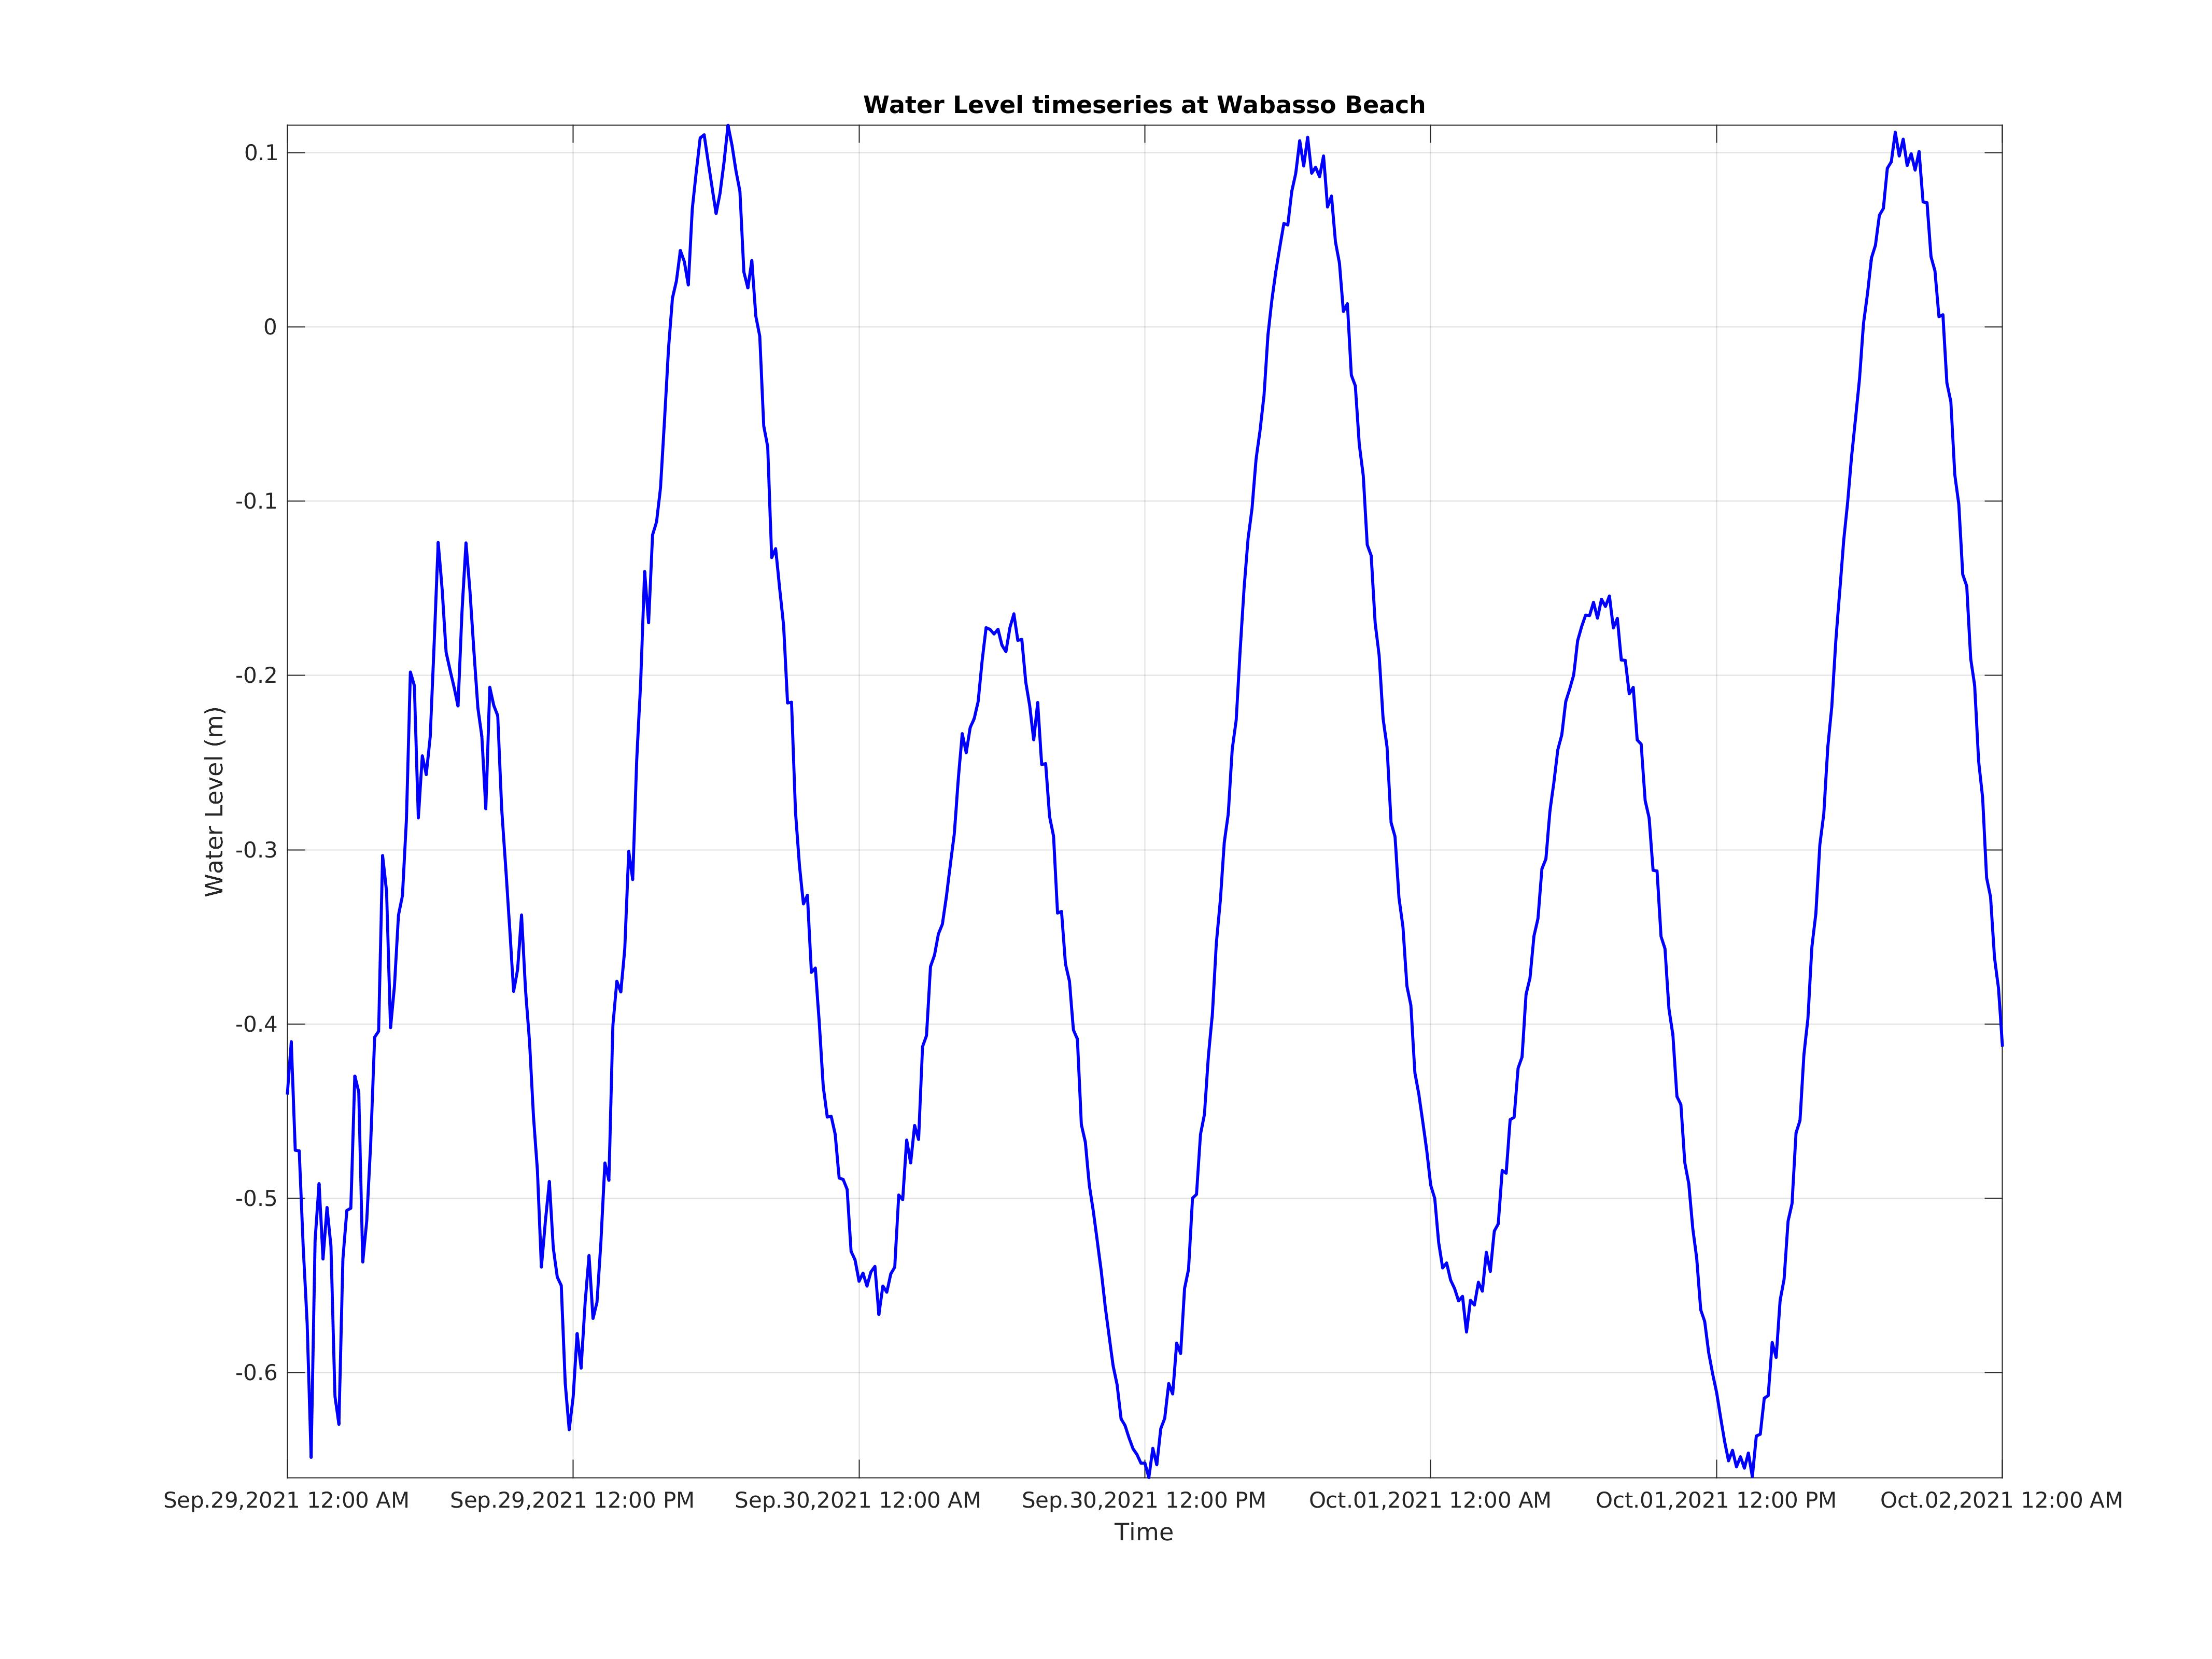 Water Level timeseries at Wabasso Beach
0.1
0
-0.1
-0.2
-0.3
-0.4
-0.5
-0.6
Water Level (m)
Sep.29,2021 12:00 AM
Sep.29,2021 12:00 PM
Sep.30,2021 12:00 AM
Sep.30,2021 12:00 PM
Oct.01,2021 12:00 AM
Oct.01,2021 12:00 PM
Oct.02,2021 12:00 AM
Time